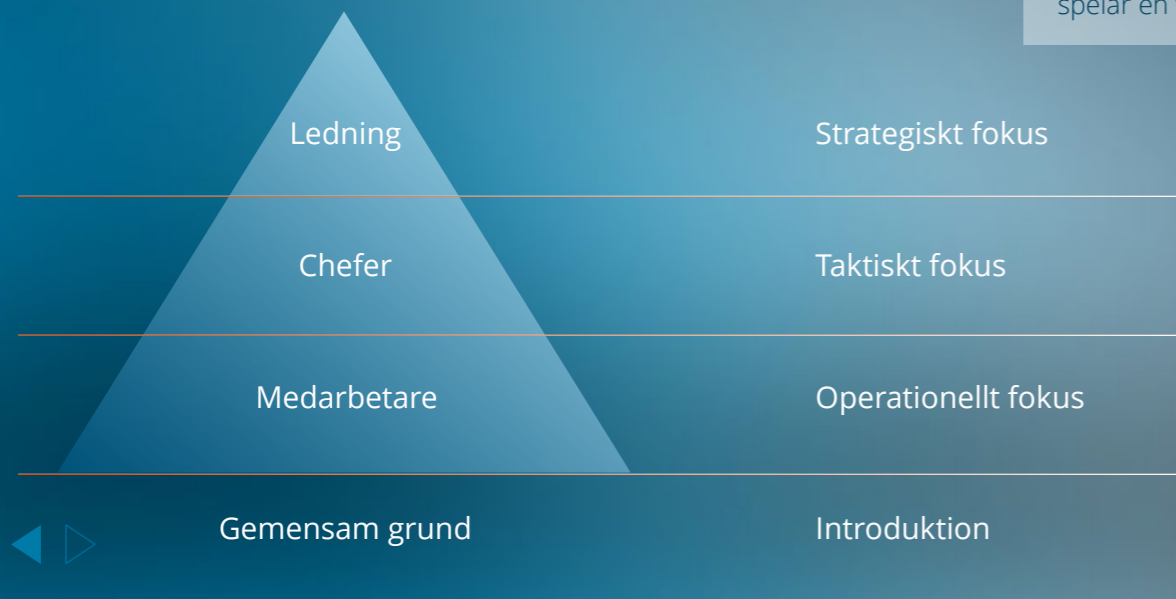 spelar en
Ledning
Strategiskt fokus
Chefer
Taktiskt fokus
Medarbetare
Operationellt fokus
Gemensam grund
Introduktion